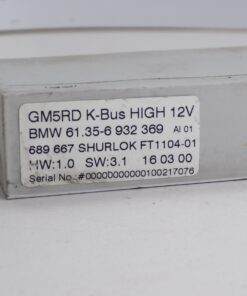 GM5RD K-Bus HIGH 12V
BMW 61.35-6 932 369 AI 01
689 667 SHURLOK FT1104-01
HW:1.0 SW:3.1 16 03 00
Serial No.: #0000000000100217076